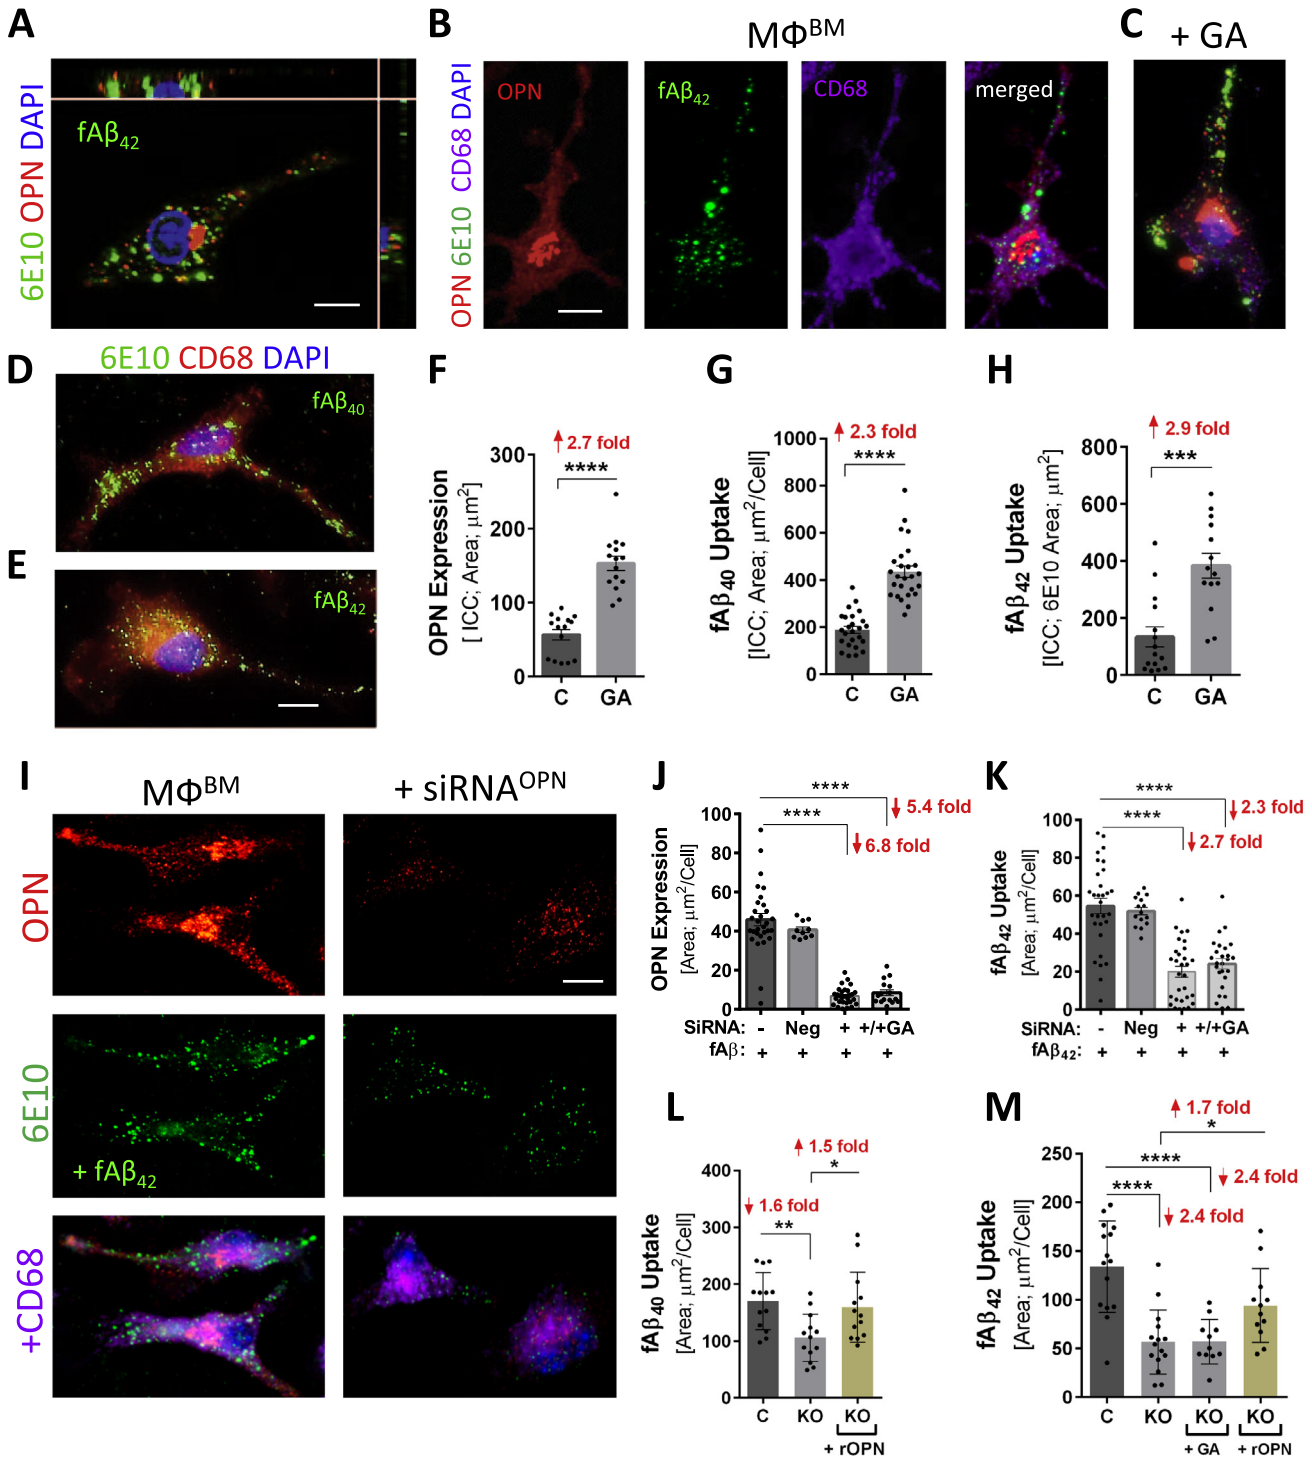 A
B
MΦᴮᴹ
C
+ GA
6E10 OPN DAPI
fAβ₄₂
OPN 6E10 CD68 DAPI
OPN
fAβ₄₂
CD68
merged
D
6E10 CD68 DAPI
fAβ₄₀
E
fAβ₄₂
F
↑ 2.7 fold
****
OPN Expression
[ ICC; Area; μm²]
300
200
100
0
C GA
G
↑ 2.3 fold
****
fAβ₄₀ Uptake
[ICC; Area; μm²/Cell]
1000
800
600
400
200
0
C GA
H
↑ 2.9 fold
***
fAβ₄₂ Uptake
[ICC; 6E10 Area; μm²]
800
600
400
200
0
C GA
I
MΦᴮᴹ
+ siRNAᴼᴾᴺ
OPN
6E10
+ fAβ₄₂
+CD68
J
****
↓ 5.4 fold
****
↓ 6.8 fold
OPN Expression
[Area; μm²/Cell]
100
80
60
40
20
0
SiRNA: - Neg + +/+GA
fAβ: + + + +
K
****
↓ 2.3 fold
****
↓ 2.7 fold
fAβ₄₂ Uptake
[Area; μm²/Cell]
100
80
60
40
20
0
SiRNA: - Neg + +/+GA
fAβ₄₂: + + + +
L
↑ 1.5 fold
*
↓ 1.6 fold
**
fAβ₄₀ Uptake
[Area; μm²/Cell]
400
300
200
100
0
C KO KO
+ rOPN
M
↑ 1.7 fold
*
****
↓ 2.4 fold
****
↓ 2.4 fold
fAβ₄₂ Uptake
[Area; μm²/Cell]
250
200
150
100
50
0
C KO KO KO
+ GA + rOPN